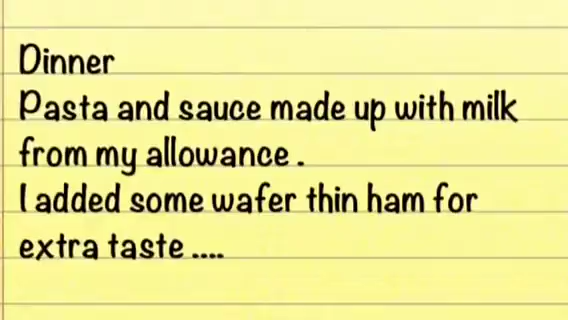 Dinner
Pasta and sauce made up with milk
from my allowance .
I added some wafer thin ham for
extra taste ....